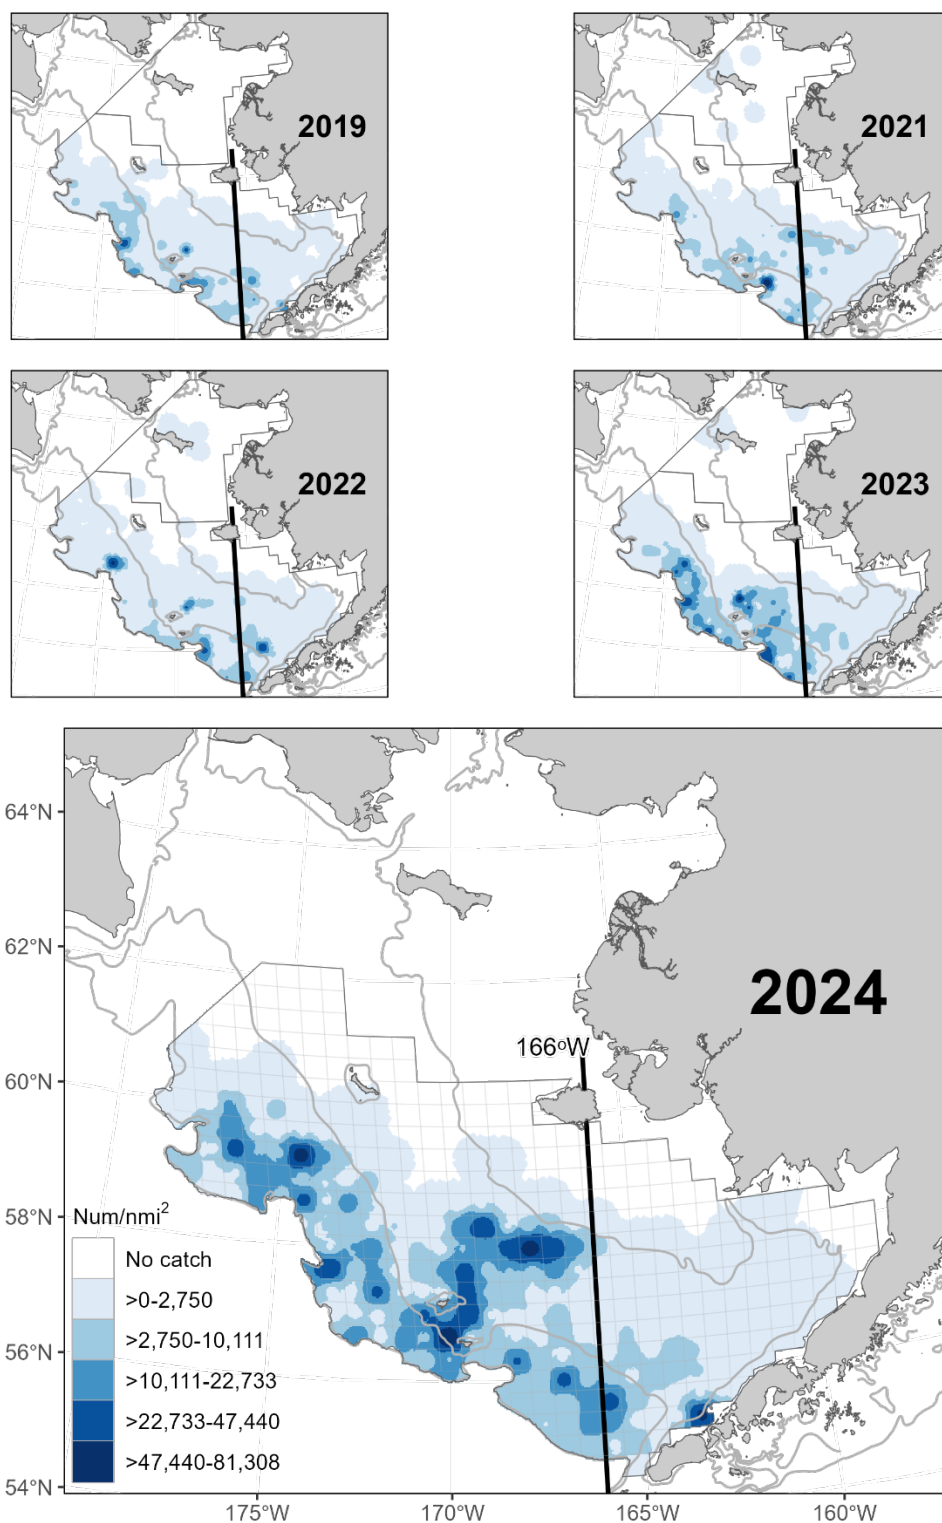 2019
2021
2022
2023
2024
64°N
62°N
60°N
58°N
56°N
54°N
166°W
Num/nmi²
No catch
>0-2,750
>2,750-10,111
>10,111-22,733
>22,733-47,440
>47,440-81,308
175°W
170°W
165°W
160°W